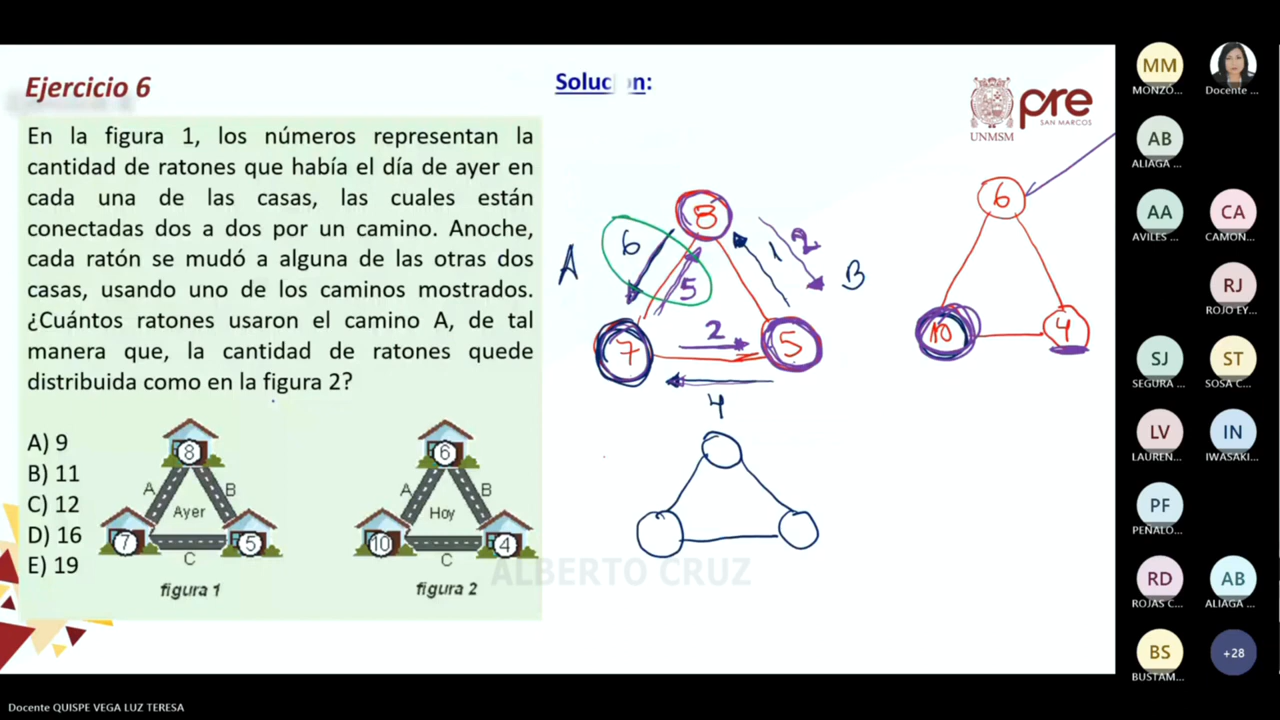 Ejercicio 6
En la figura 1, los números representan la
cantidad de ratones que había el día de ayer en
cada una de las casas, las cuales están
conectadas dos a dos por un camino. Anoche,
cada ratón se mudó a alguna de las otras dos
casas, usando uno de los caminos mostrados.
¿Cuántos ratones usaron el camino A, de tal
manera que, la cantidad de ratones quede
distribuida como en la figura 2?
A) 9
B) 11
C) 12
D) 16
E) 19
8
A
B
Ayer
7
5
C
figura 1
6
A
B
Hoy
10
4
C
figura 2
Solución:
8
A
6
5
1
2
B
7
2
5
4
6
10
4
UNMSM
pre
SAN MARCOS
ALBERTO CRUZ
MM
MONZO...
Docente ...
AB
ALIAGA ...
AA
AVILES ...
CA
CAMON...
RJ
ROJO EY...
SJ
SEGURA ...
ST
SOSA C...
LV
LAUREN...
IN
IWASAKI...
PF
PEÑALO...
RD
ROJAS C...
AB
ALIAGA ...
BS
BUSTAM...
+28
Docente QUISPE VEGA LUZ TERESA